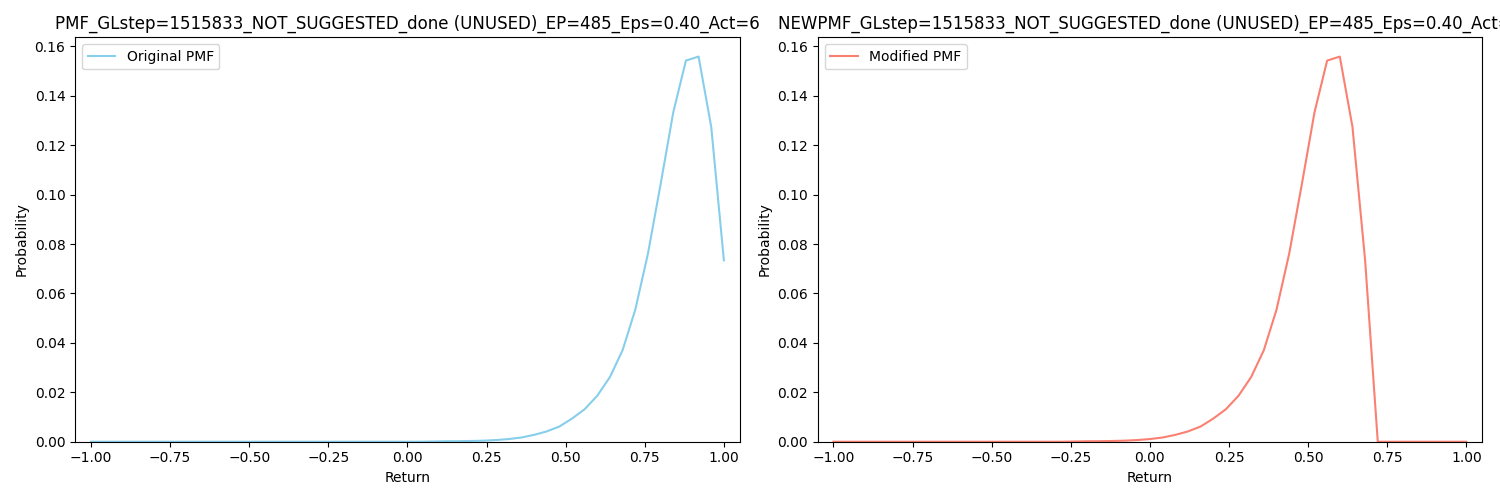 PMF_GLstep=1515833_NOT_SUGGESTED_done (UNUSED)_EP=485_Eps=0.40_Act=6
Original PMF
Probability
0.16
0.14
0.12
0.10
0.08
0.06
0.04
0.02
0.00
−1.00 −0.75 −0.50 −0.25 0.00 0.25 0.50 0.75 1.00
Return
NEWPMF_GLstep=1515833_NOT_SUGGESTED_done (UNUSED)_EP=485_Eps=0.40_Act=
Modified PMF
Probability
0.16
0.14
0.12
0.10
0.08
0.06
0.04
0.02
0.00
−1.00 −0.75 −0.50 −0.25 0.00 0.25 0.50 0.75 1.00
Return